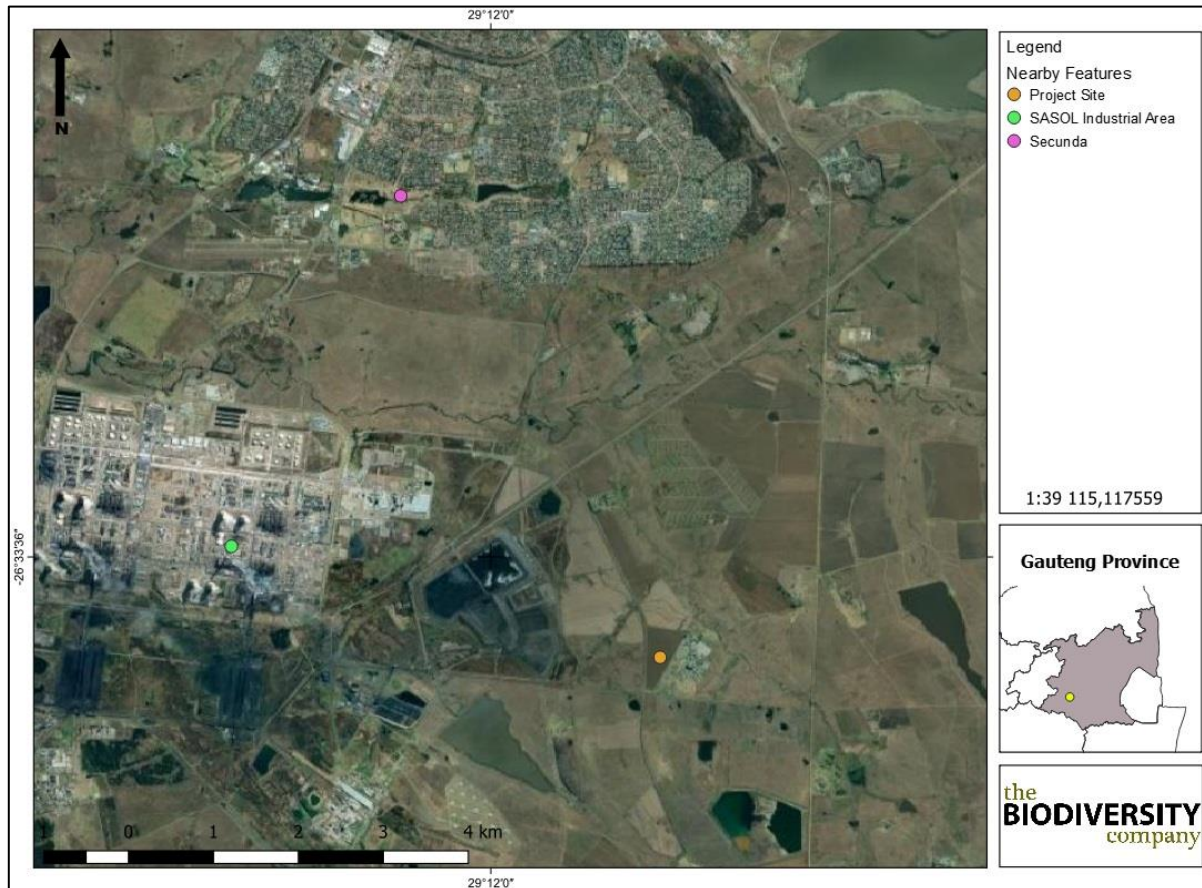 29°12'0"
N
-26°33'36"
1 0 1 2 3 4 km
29°12'0"
Legend
Nearby Features
Project Site
SASOL Industrial Area
Secunda
1:39 115,117559
Gauteng Province
the
BIODIVERSITY
company